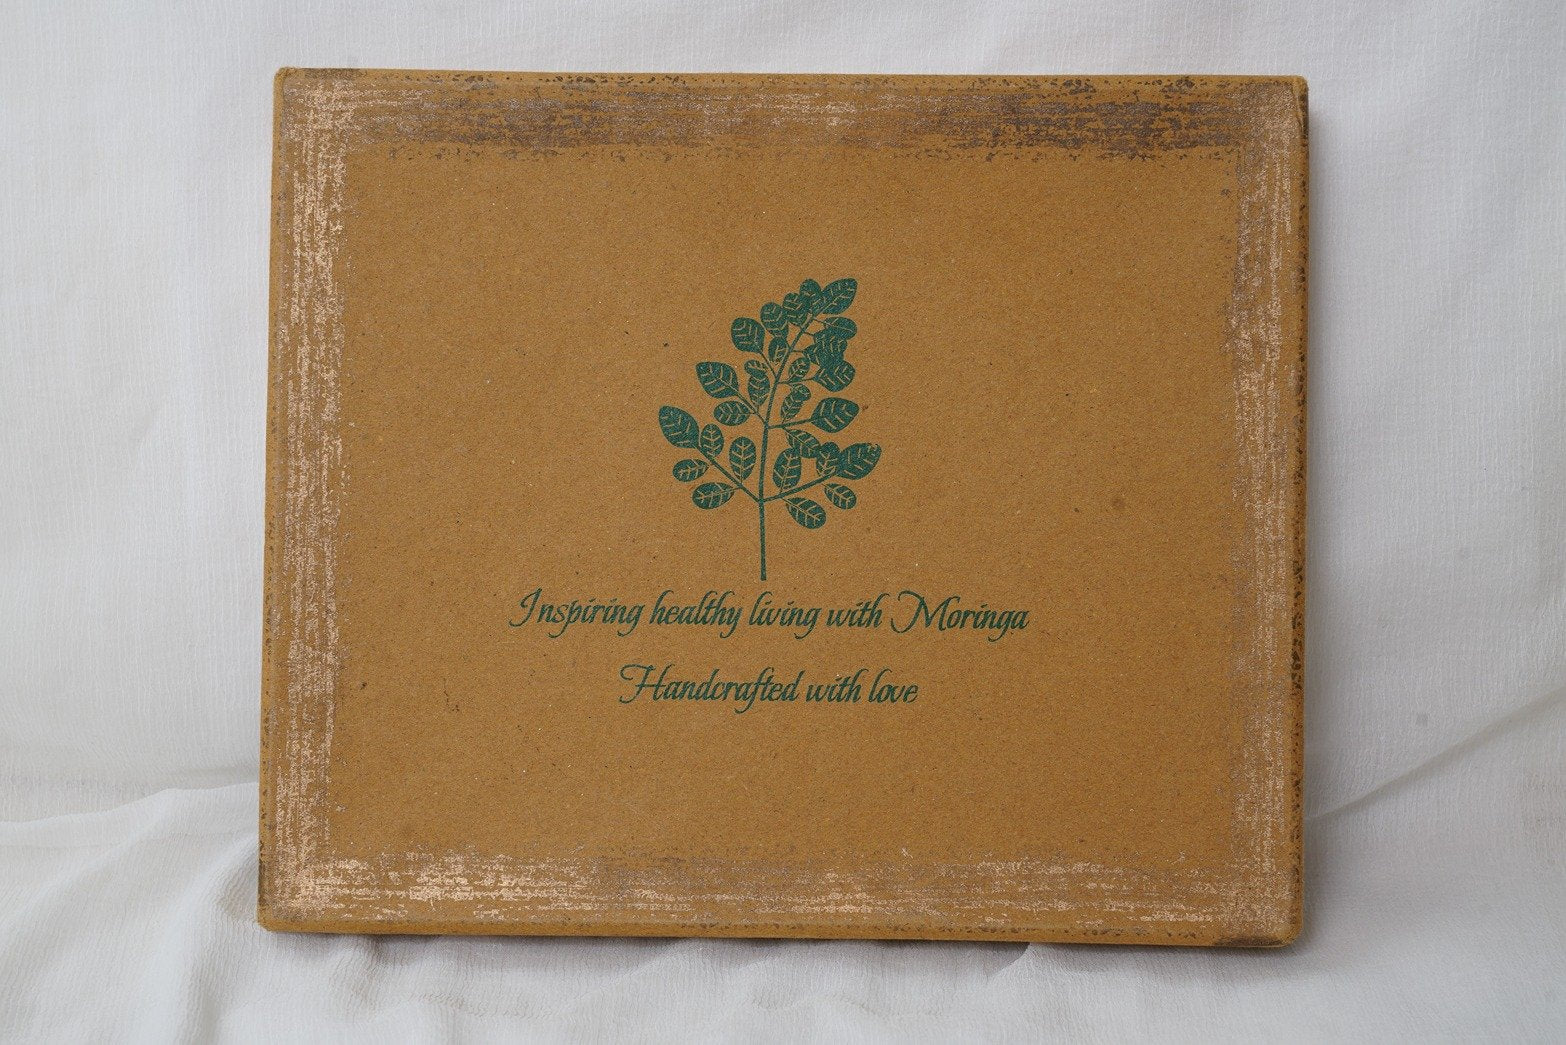 Inspiring healthy living with Moringa
Handcrafted with love